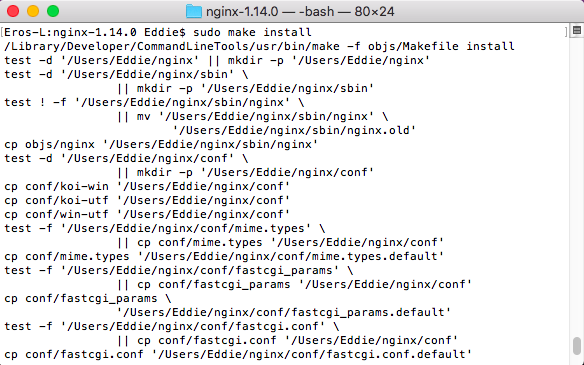 nginx-1.14.0 — -bash — 80×24
[Eros-L:nginx-1.14.0 Eddie$ sudo make install ]
/Library/Developer/CommandLineTools/usr/bin/make -f objs/Makefile install
test -d '/Users/Eddie/nginx' || mkdir -p '/Users/Eddie/nginx'
test -d '/Users/Eddie/nginx/sbin' \
|| mkdir -p '/Users/Eddie/nginx/sbin'
test ! -f '/Users/Eddie/nginx/sbin/nginx' \
|| mv '/Users/Eddie/nginx/sbin/nginx' \
'/Users/Eddie/nginx/sbin/nginx.old'
cp objs/nginx '/Users/Eddie/nginx/sbin/nginx'
test -d '/Users/Eddie/nginx/conf' \
|| mkdir -p '/Users/Eddie/nginx/conf'
cp conf/koi-win '/Users/Eddie/nginx/conf'
cp conf/koi-utf '/Users/Eddie/nginx/conf'
cp conf/win-utf '/Users/Eddie/nginx/conf'
test -f '/Users/Eddie/nginx/conf/mime.types' \
|| cp conf/mime.types '/Users/Eddie/nginx/conf'
cp conf/mime.types '/Users/Eddie/nginx/conf/mime.types.default'
test -f '/Users/Eddie/nginx/conf/fastcgi_params' \
|| cp conf/fastcgi_params '/Users/Eddie/nginx/conf'
cp conf/fastcgi_params \
'/Users/Eddie/nginx/conf/fastcgi_params.default'
test -f '/Users/Eddie/nginx/conf/fastcgi.conf' \
|| cp conf/fastcgi.conf '/Users/Eddie/nginx/conf'
cp conf/fastcgi.conf '/Users/Eddie/nginx/conf/fastcgi.conf.default'